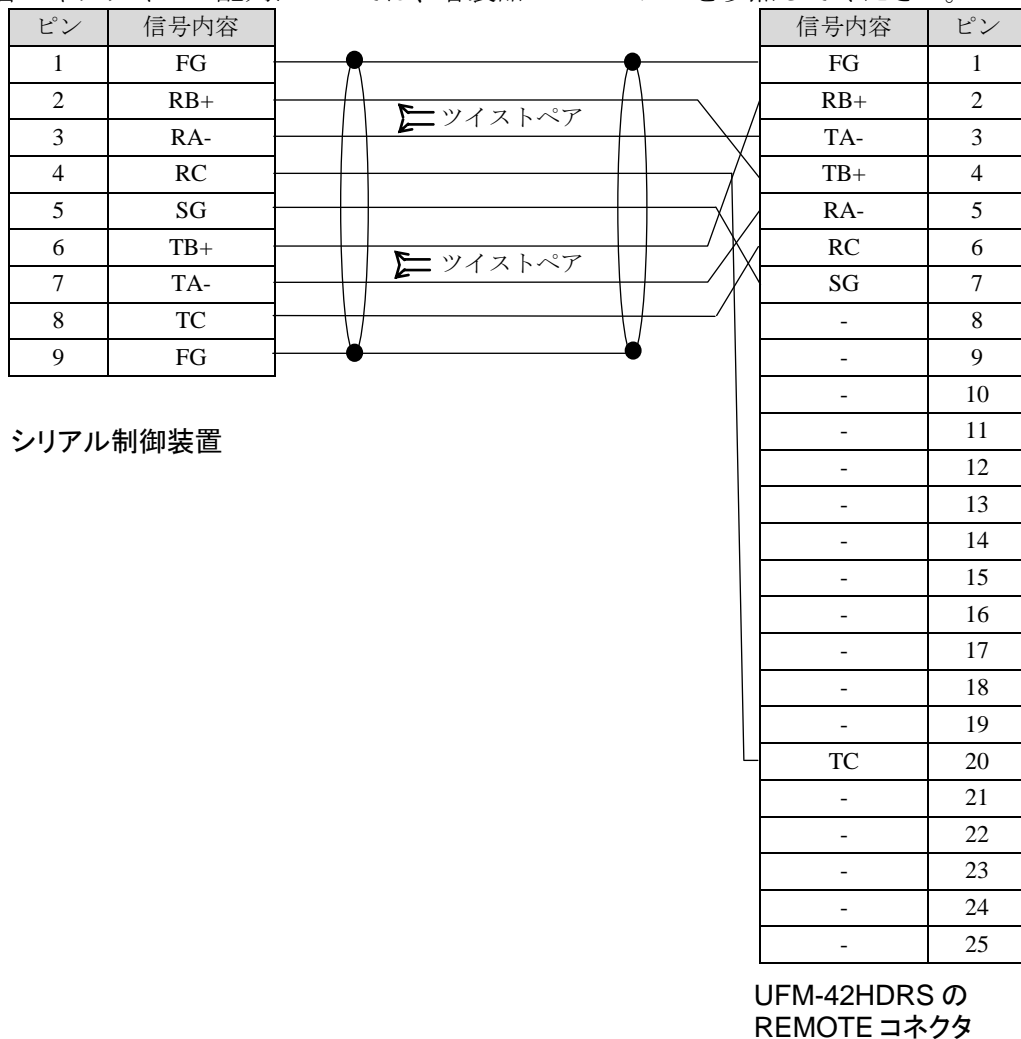 ピン 信号内容
1 FG
2 RB+
3 RA-
4 RC
5 SG
6 TB+
7 TA-
8 TC
9 FG
シリアル制御装置
ツイストペア
ツイストペア
信号内容 ピン
FG 1
RB+ 2
TA- 3
TB+ 4
RA- 5
RC 6
SG 7
- 8
- 9
- 10
- 11
- 12
- 13
- 14
- 15
- 16
- 17
- 18
- 19
TC 20
- 21
- 22
- 23
- 24
- 25
UFM-42HDRS の
REMOTE コネクタ